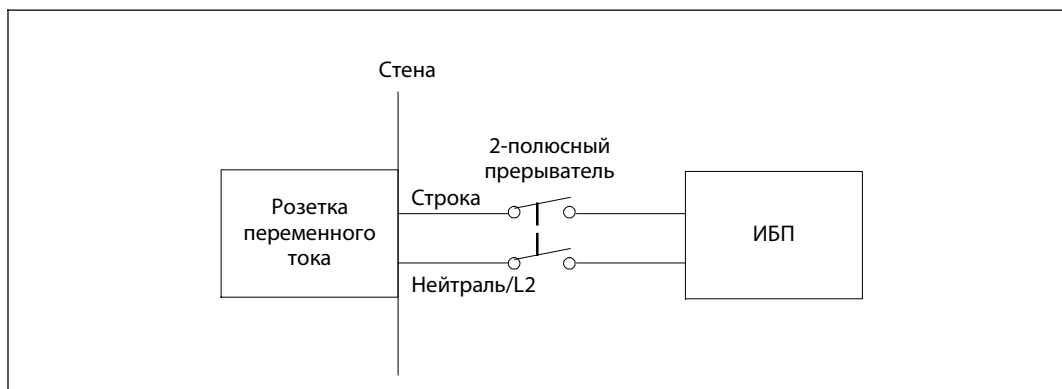 Стена
2-полюсный
прерыватель
Строка
Розетка
переменного
тока
ИБП
Нейтраль/L2